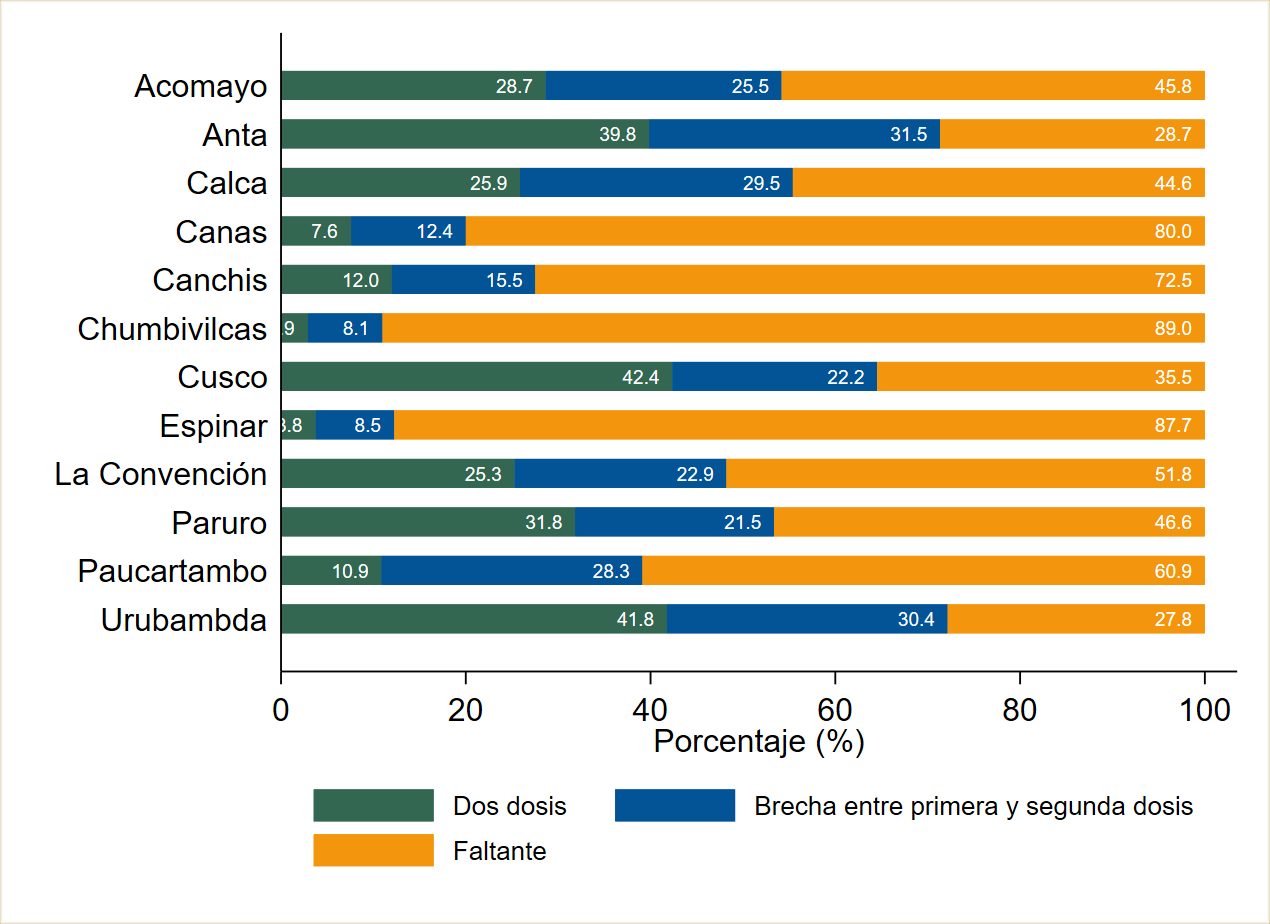 Acomayo 28.7 25.5 45.8
Anta 39.8 31.5 28.7
Calca 25.9 29.5 44.6
Canas 7.6 12.4 80.0
Canchis 12.0 15.5 72.5
Chumbivilcas .9 8.1 89.0
Cusco 42.4 22.2 35.5
Espinar 3.8 8.5 87.7
La Convención 25.3 22.9 51.8
Paruro 31.8 21.5 46.6
Paucartambo 10.9 28.3 60.9
Urubambda 41.8 30.4 27.8
0 20 40 60 80 100
Porcentaje (%)
Dos dosis Brecha entre primera y segunda dosis
Faltante